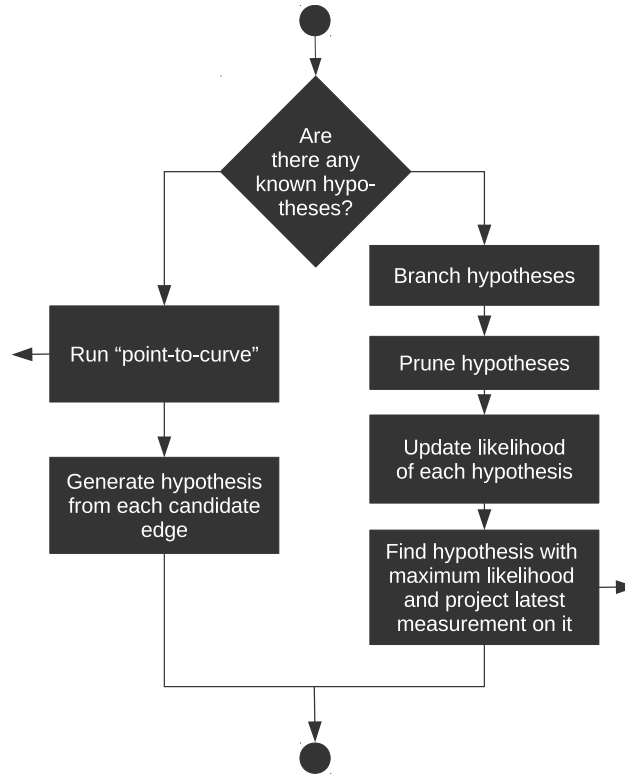 Are
there any
known hypo-
theses?
Branch hypotheses
Run “point-to-curve”
Prune hypotheses
Update likelihood
of each hypothesis
Generate hypothesis
from each candidate
edge
Find hypothesis with
maximum likelihood
and project latest
measurement on it